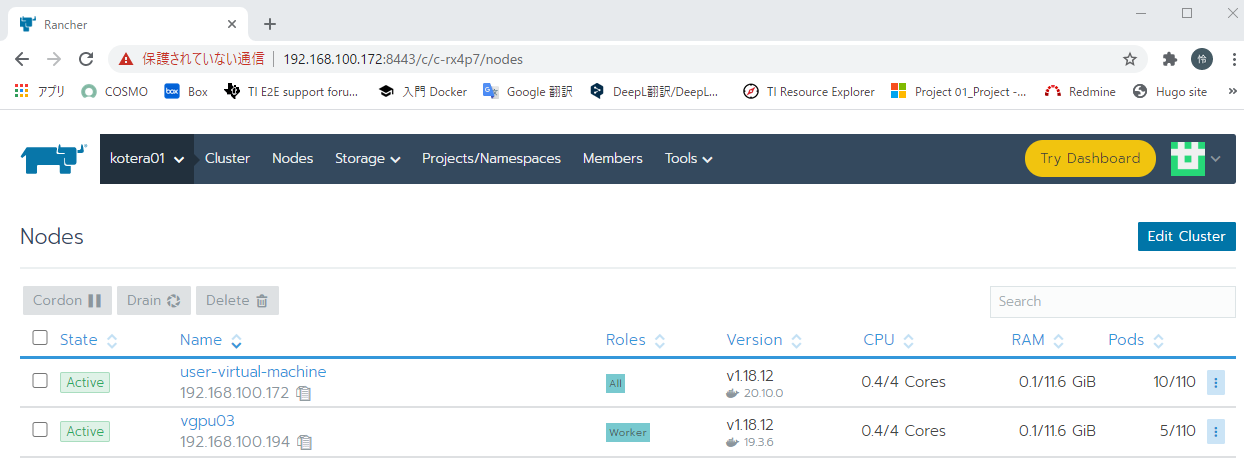 Rancher
保護されていない通信 192.168.100.172:8443/c/c-rx4p7/nodes 怜
アプリ COSMO box Box TI E2E support foru... 入門 Docker Google 翻訳 DeepL翻訳/DeepL... TI Resource Explorer Project 01_Project -... Redmine Hugo site »
kotera01 Cluster Nodes Storage Projects/Namespaces Members Tools Try Dashboard
Nodes Edit Cluster
Cordon Drain Delete Search
State Name Roles Version CPU RAM Pods
Active user-virtual-machine All v1.18.12 0.4/4 Cores 0.1/11.6 GiB 10/110
192.168.100.172 20.10.0
Active vgpu03 Worker v1.18.12 0.4/4 Cores 0.1/11.6 GiB 5/110
192.168.100.194 19.3.6